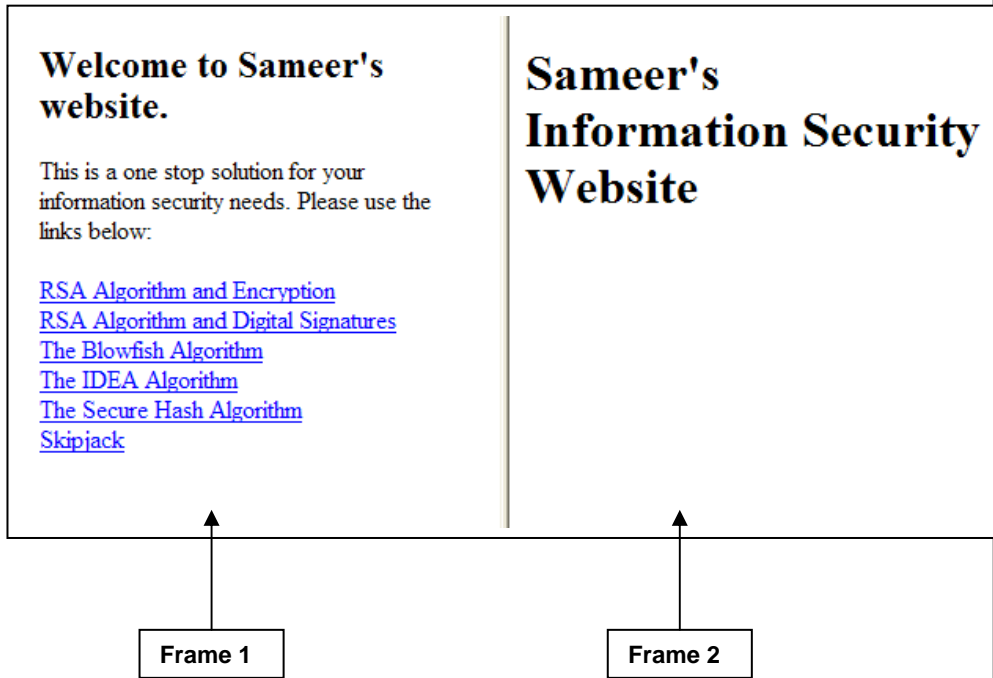 Welcome to Sameer's
website.
This is a one stop solution for your
information security needs. Please use the
links below:
RSA Algorithm and Encryption
RSA Algorithm and Digital Signatures
The Blowfish Algorithm
The IDEA Algorithm
The Secure Hash Algorithm
Skipjack
Sameer's
Information Security
Website
Frame 1
Frame 2